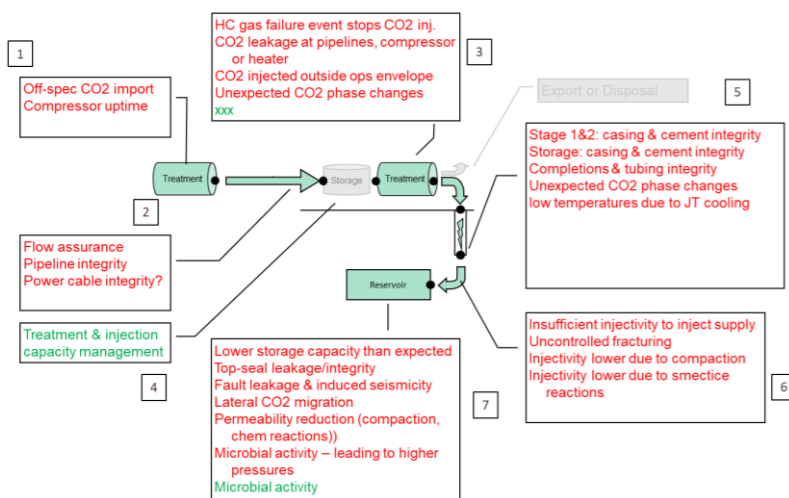 1
Off-spec CO2 import
Compressor uptime
HC gas failure event stops CO2 inj.
CO2 leakage at pipelines, compressor
or heater
CO2 injected outside ops envelope
Unexpected CO2 phase changes
xxx
3
Export or Disposal
5
Stage 1&2: casing & cement integrity
Storage: casing & cement integrity
Completions & tubing integrity
Unexpected CO2 phase changes
low temperatures due to JT cooling
Treatment
Storage
Treatment
2
Flow assurance
Pipeline integrity
Power cable integrity?
Reservoir
Treatment & injection
capacity management
4
Lower storage capacity than expected
Top-seal leakage/integrity
Fault leakage & induced seismicity
Lateral CO2 migration
Permeability reduction (compaction,
chem reactions))
Microbial activity – leading to higher
pressures
Microbial activity
7
Insufficient injectivity to inject supply
Uncontrolled fracturing
Injectivity lower due to compaction
Injectivity lower due to smectice
reactions
6